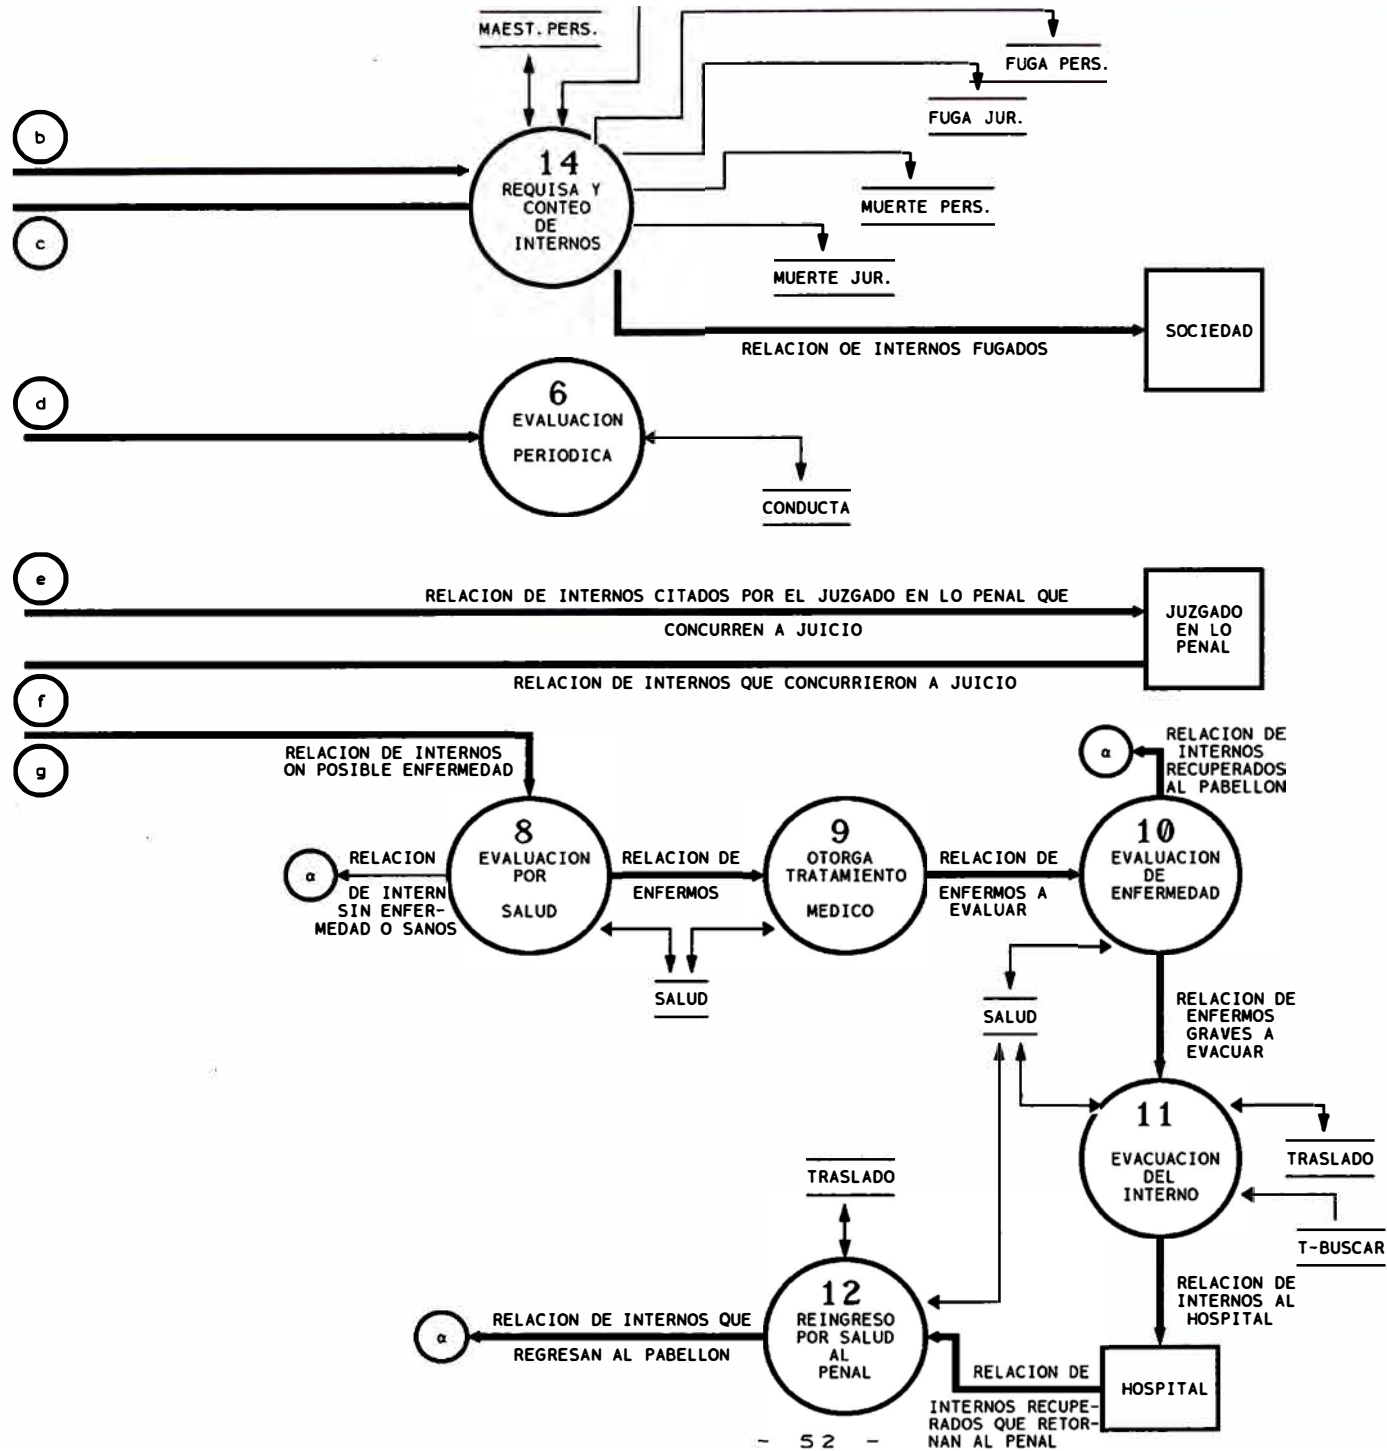 MAEST. PERS.
FUGA PERS.
FUGA JUR.
b
14
REQUISA Y
CONTEO
DE
INTERNOS
MUERTE PERS.
c
MUERTE JUR.
SOCIEDAD
RELACION OE INTERNOS FUGADOS
d
6
EVALUACION
PERIODICA
CONDUCTA
e
RELACION DE INTERNOS CITADOS POR EL JUZGADO EN LO PENAL QUE
CONCURREN A JUICIO
JUZGADO
EN LO
PENAL
RELACION DE INTERNOS QUE CONCURRIERON A JUICIO
f
g
RELACION DE INTERNOS
ON POSIBLE ENFERMEDAD
α
RELACION DE
INTERNOS
RECUPERADOS
AL PABELLON
8
EVALUACION
POR
SALUD
9
OTORGA
TRATAMIENTO
MEDICO
10
EVALUACION
DE
ENFERMEDAD
α
RELACION
DE INTERN
SIN ENFER-
MEDAD O SANOS
RELACION DE
ENFERMOS
RELACION DE
ENFERMOS A
EVALUAR
SALUD
SALUD
RELACION DE
ENFERMOS
GRAVES A
EVACUAR
11
EVACUACION
DEL
INTERNO
TRASLADO
TRASLADO
T-BUSCAR
12
REINGRESO
POR SALUD
AL
PENAL
RELACION DE
INTERNOS AL
HOSPITAL
α
RELACION DE INTERNOS QUE
REGRESAN AL PABELLON
RELACION DE
INTERNOS RECUPE-
RADOS QUE RETOR-
NAN AL PENAL
HOSPITAL
- 52 -